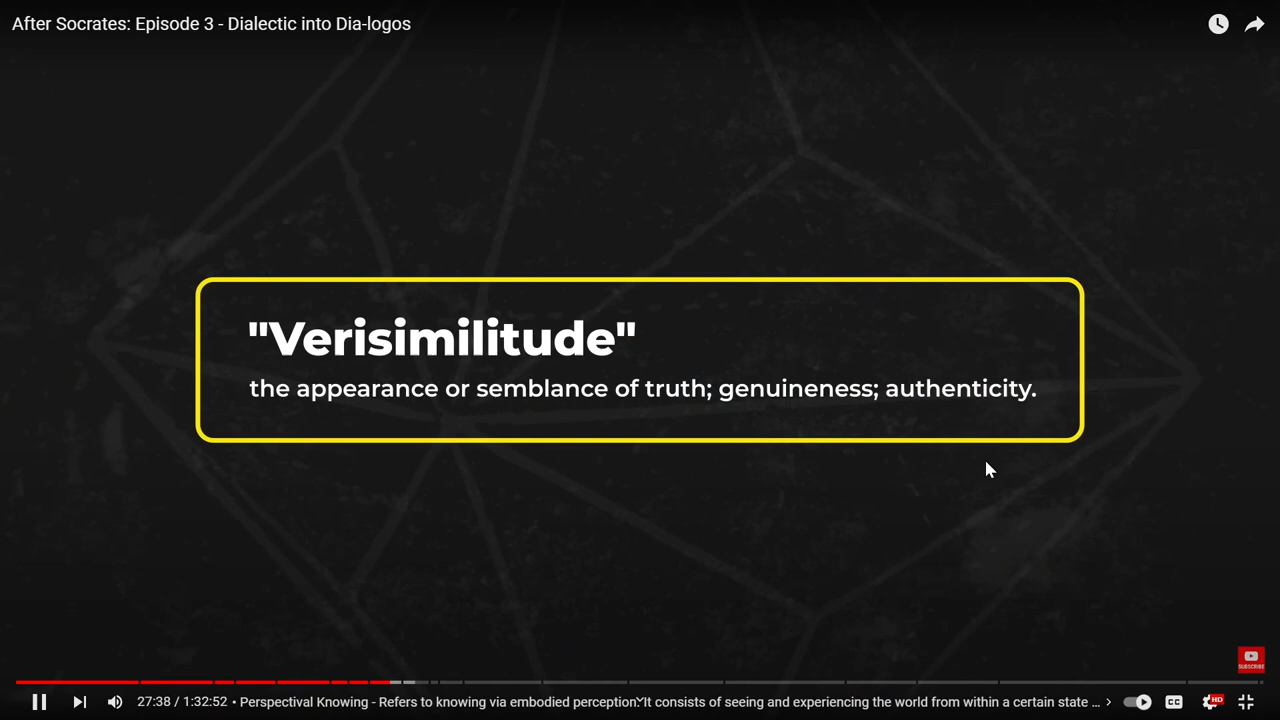 After Socrates: Episode 3 - Dialectic into Dia-logos
"Verisimilitude"
the appearance or semblance of truth; genuineness; authenticity.
SUBSCRIBE
27:38 / 1:32:52 • Perspectival Knowing - Refers to knowing via embodied perception. It consists of seeing and experiencing the world from within a certain state ...
CC
HD